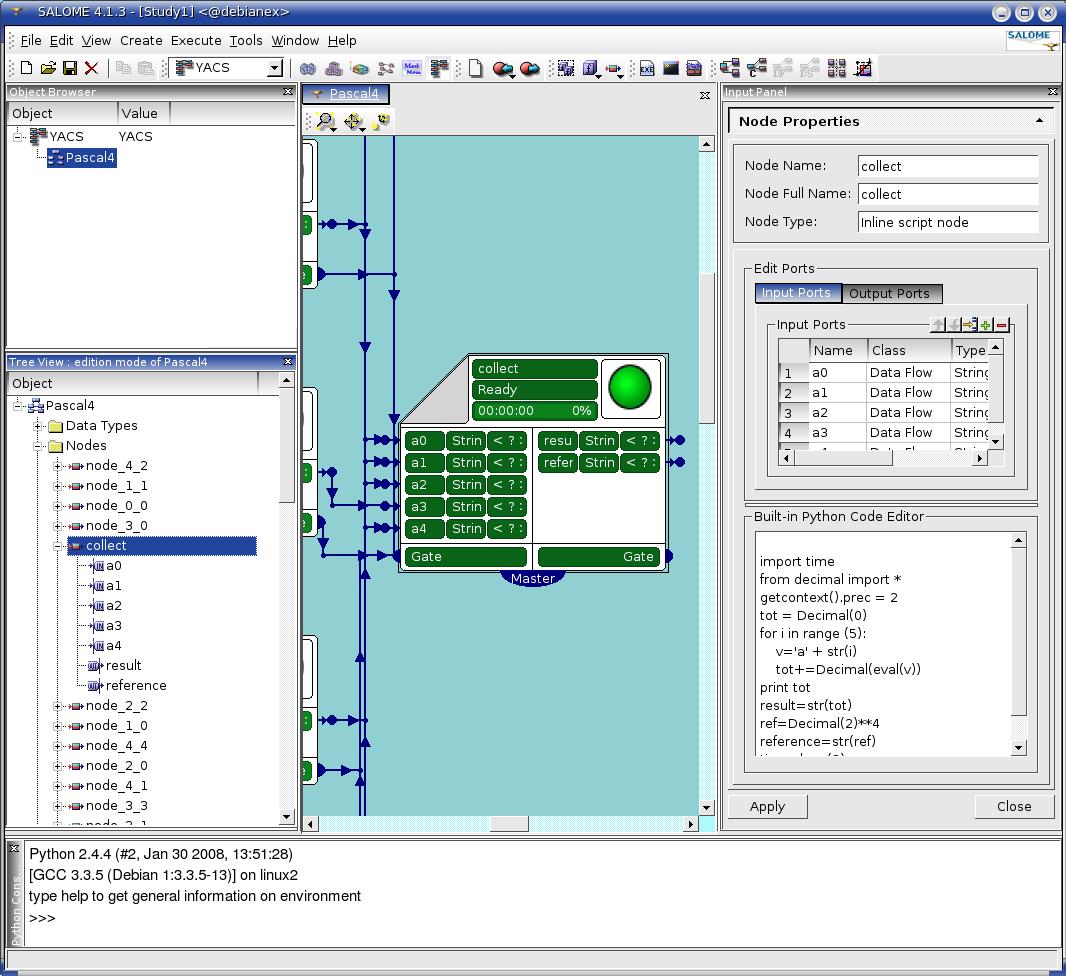 SALOME 4.1.3 - [Study1] <@debianex>
File Edit View Create Execute Tools Window Help
SALOME
YACS
Object Browser
Object Value
YACS YACS
Pascal4
Tree View : edition mode of Pascal4
Object
Pascal4
Data Types
Nodes
node_4_2
node_1_1
node_0_0
node_3_0
collect
a0
a1
a2
a3
a4
result
reference
node_2_2
node_1_0
node_4_4
node_2_0
node_4_1
node_3_3
Pascal4
collect
Ready
00:00:00 0%
a0 Strin < ? : resu Strin < ? :
a1 Strin < ? : refer Strin < ? :
a2 Strin < ? :
a3 Strin < ? :
a4 Strin < ? :
Gate Gate
Master
Input Panel
Node Properties
Node Name: collect
Node Full Name: collect
Node Type: Inline script node
Edit Ports
Input Ports Output Ports
Input Ports
Name Class Type
1 a0 Data Flow String
2 a1 Data Flow String
3 a2 Data Flow String
4 a3 Data Flow String
Built-in Python Code Editor
import time
from decimal import *
getcontext().prec = 2
tot = Decimal(0)
for i in range (5):
v='a' + str(i)
tot+=Decimal(eval(v))
print tot
result=str(tot)
ref=Decimal(2)**4
reference=str(ref)
Apply Close
Python Cons...
Python 2.4.4 (#2, Jan 30 2008, 13:51:28)
[GCC 3.3.5 (Debian 1:3.3.5-13)] on linux2
type help to get general information on environment
>>>